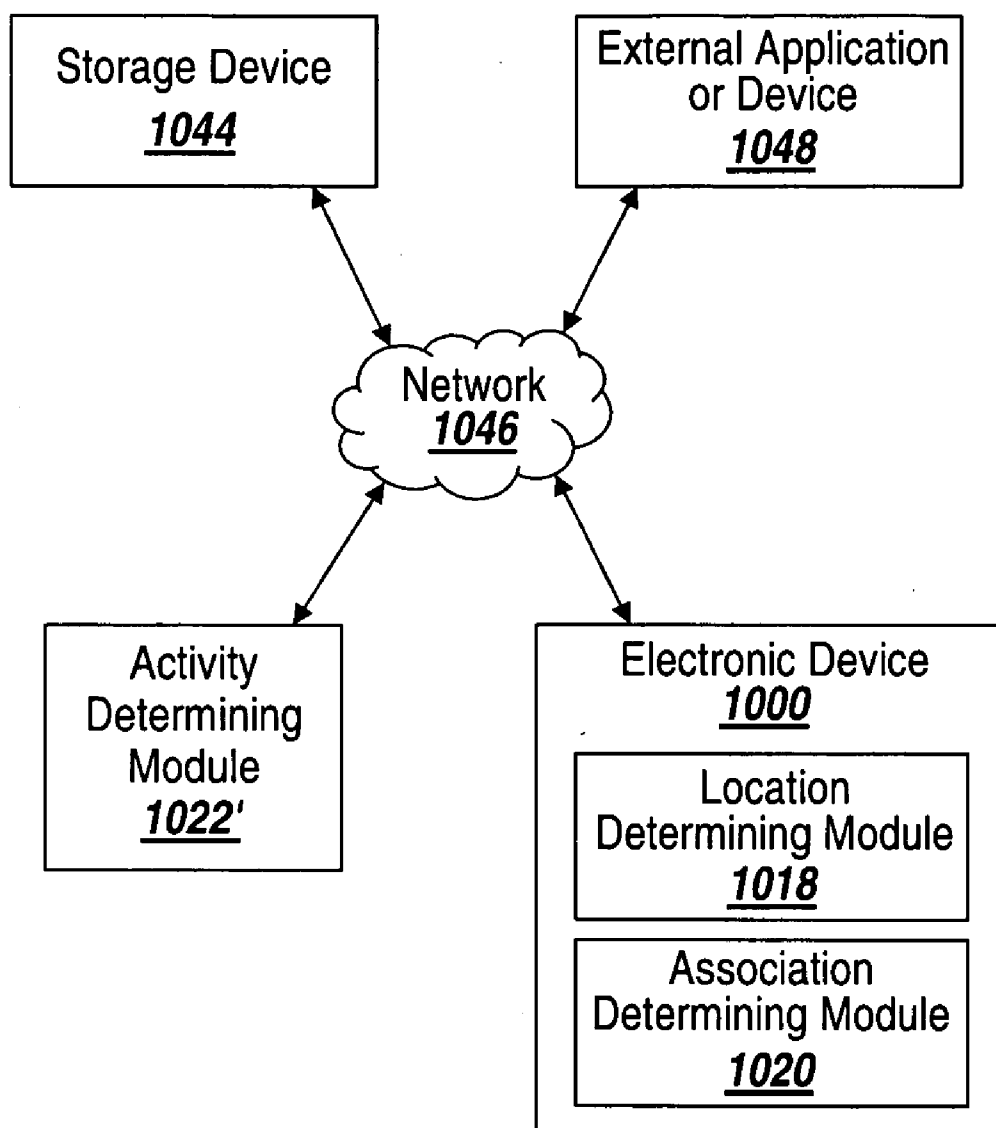 Storage Device
1044
External Application
or Device
1048
Network
1046
Activity
Determining
Module
1022'
Electronic Device
1000
Location
Determining Module
1018
Association
Determining Module
1020